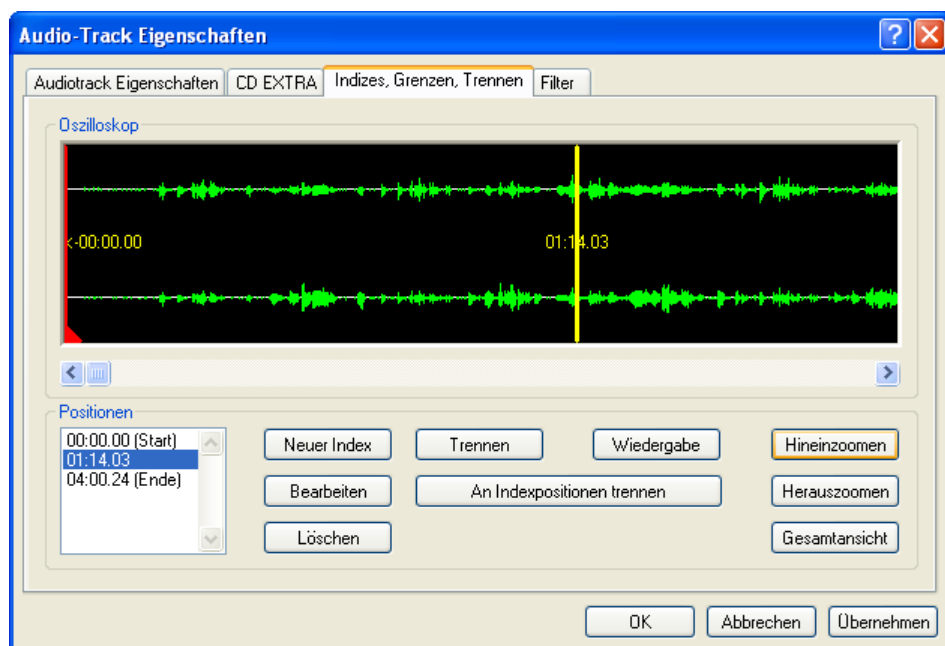 Audio-Track Eigenschaften
Audiotrack Eigenschaften CD EXTRA Indizes, Grenzen, Trennen Filter
Oszilloskop
<-00:00.00 01:14.03
Positionen
00:00.00 (Start)
01:14.03
04:00.24 (Ende)
Neuer Index Trennen Wiedergabe Hineinzoomen
Bearbeiten An Indexpositionen trennen Herauszoomen
Löschen Gesamtansicht
OK Abbrechen Übernehmen